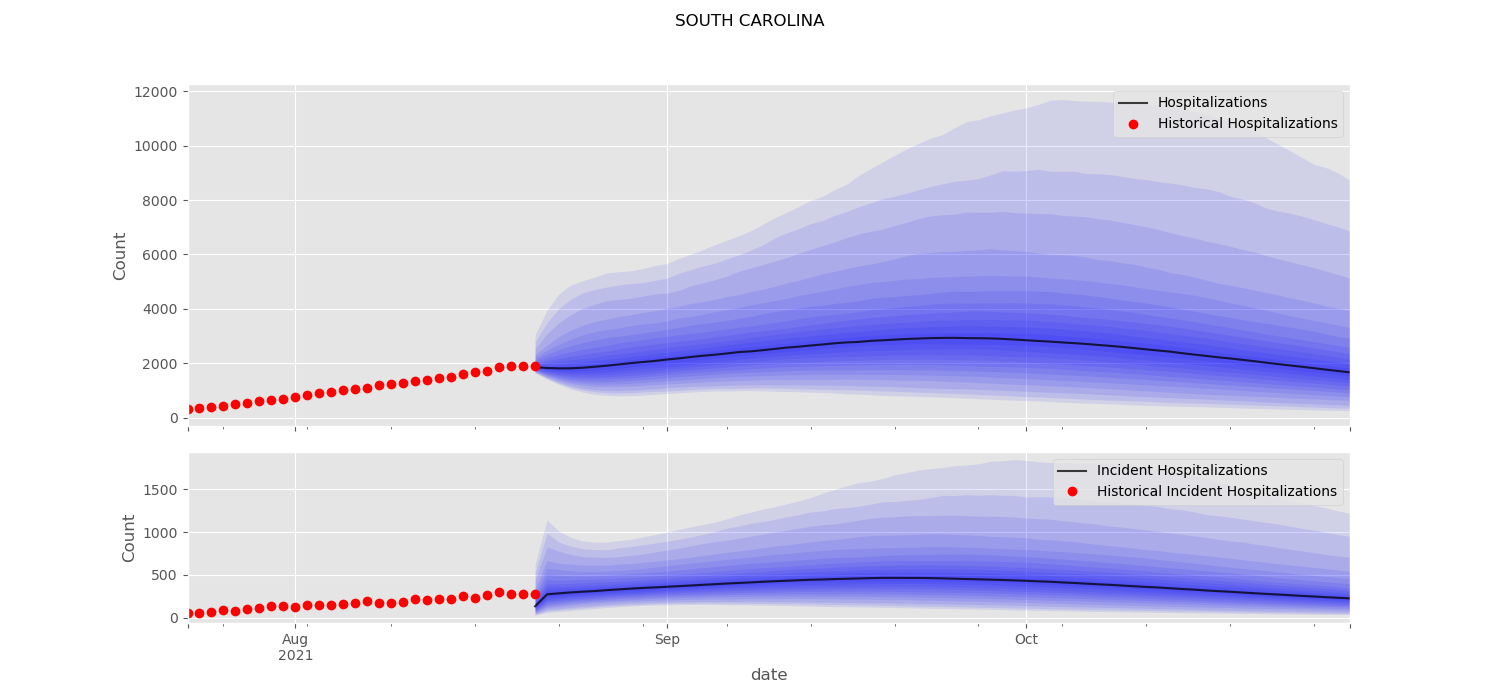 SOUTH CAROLINA
12000
10000
8000
6000
4000
2000
0
Count
Hospitalizations
Historical Hospitalizations
1500
1000
500
0
Count
Incident Hospitalizations
Historical Incident Hospitalizations
Aug
2021
Sep
Oct
date